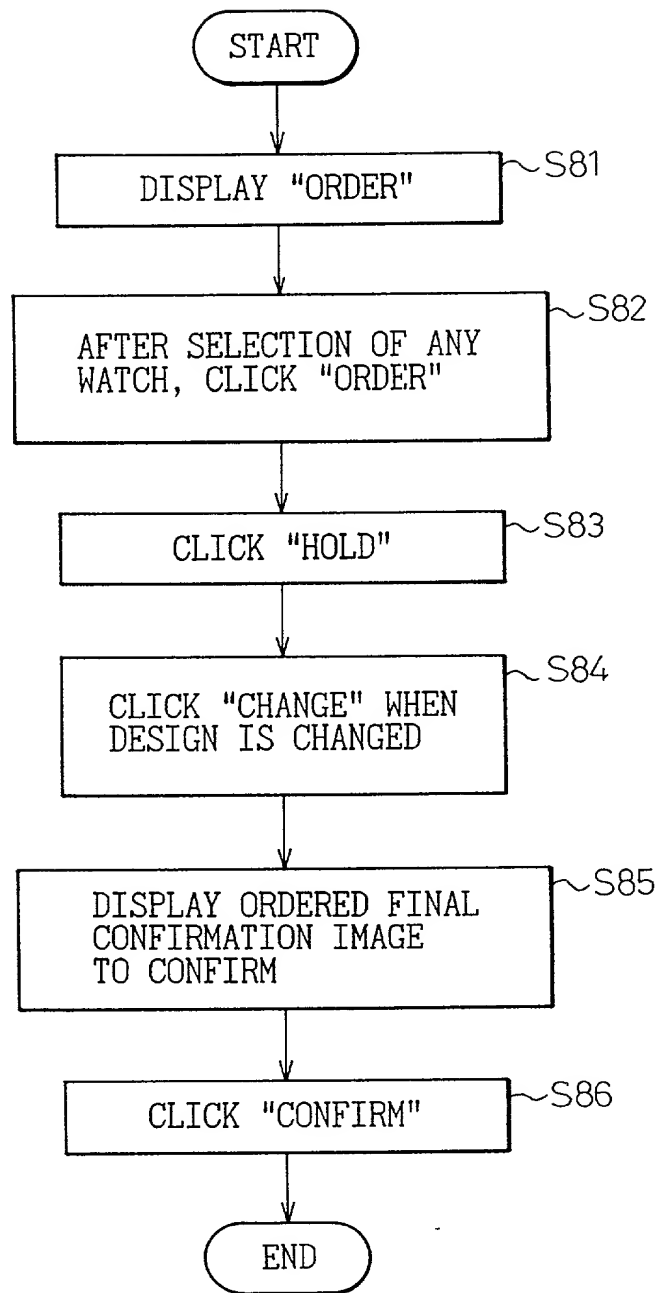 START
DISPLAY "ORDER"
S81
AFTER SELECTION OF ANY
WATCH, CLICK "ORDER"
S82
CLICK "HOLD"
S83
CLICK "CHANGE" WHEN
DESIGN IS CHANGED
S84
DISPLAY ORDERED FINAL
CONFIRMATION IMAGE
TO CONFIRM
S85
CLICK "CONFIRM"
S86
END